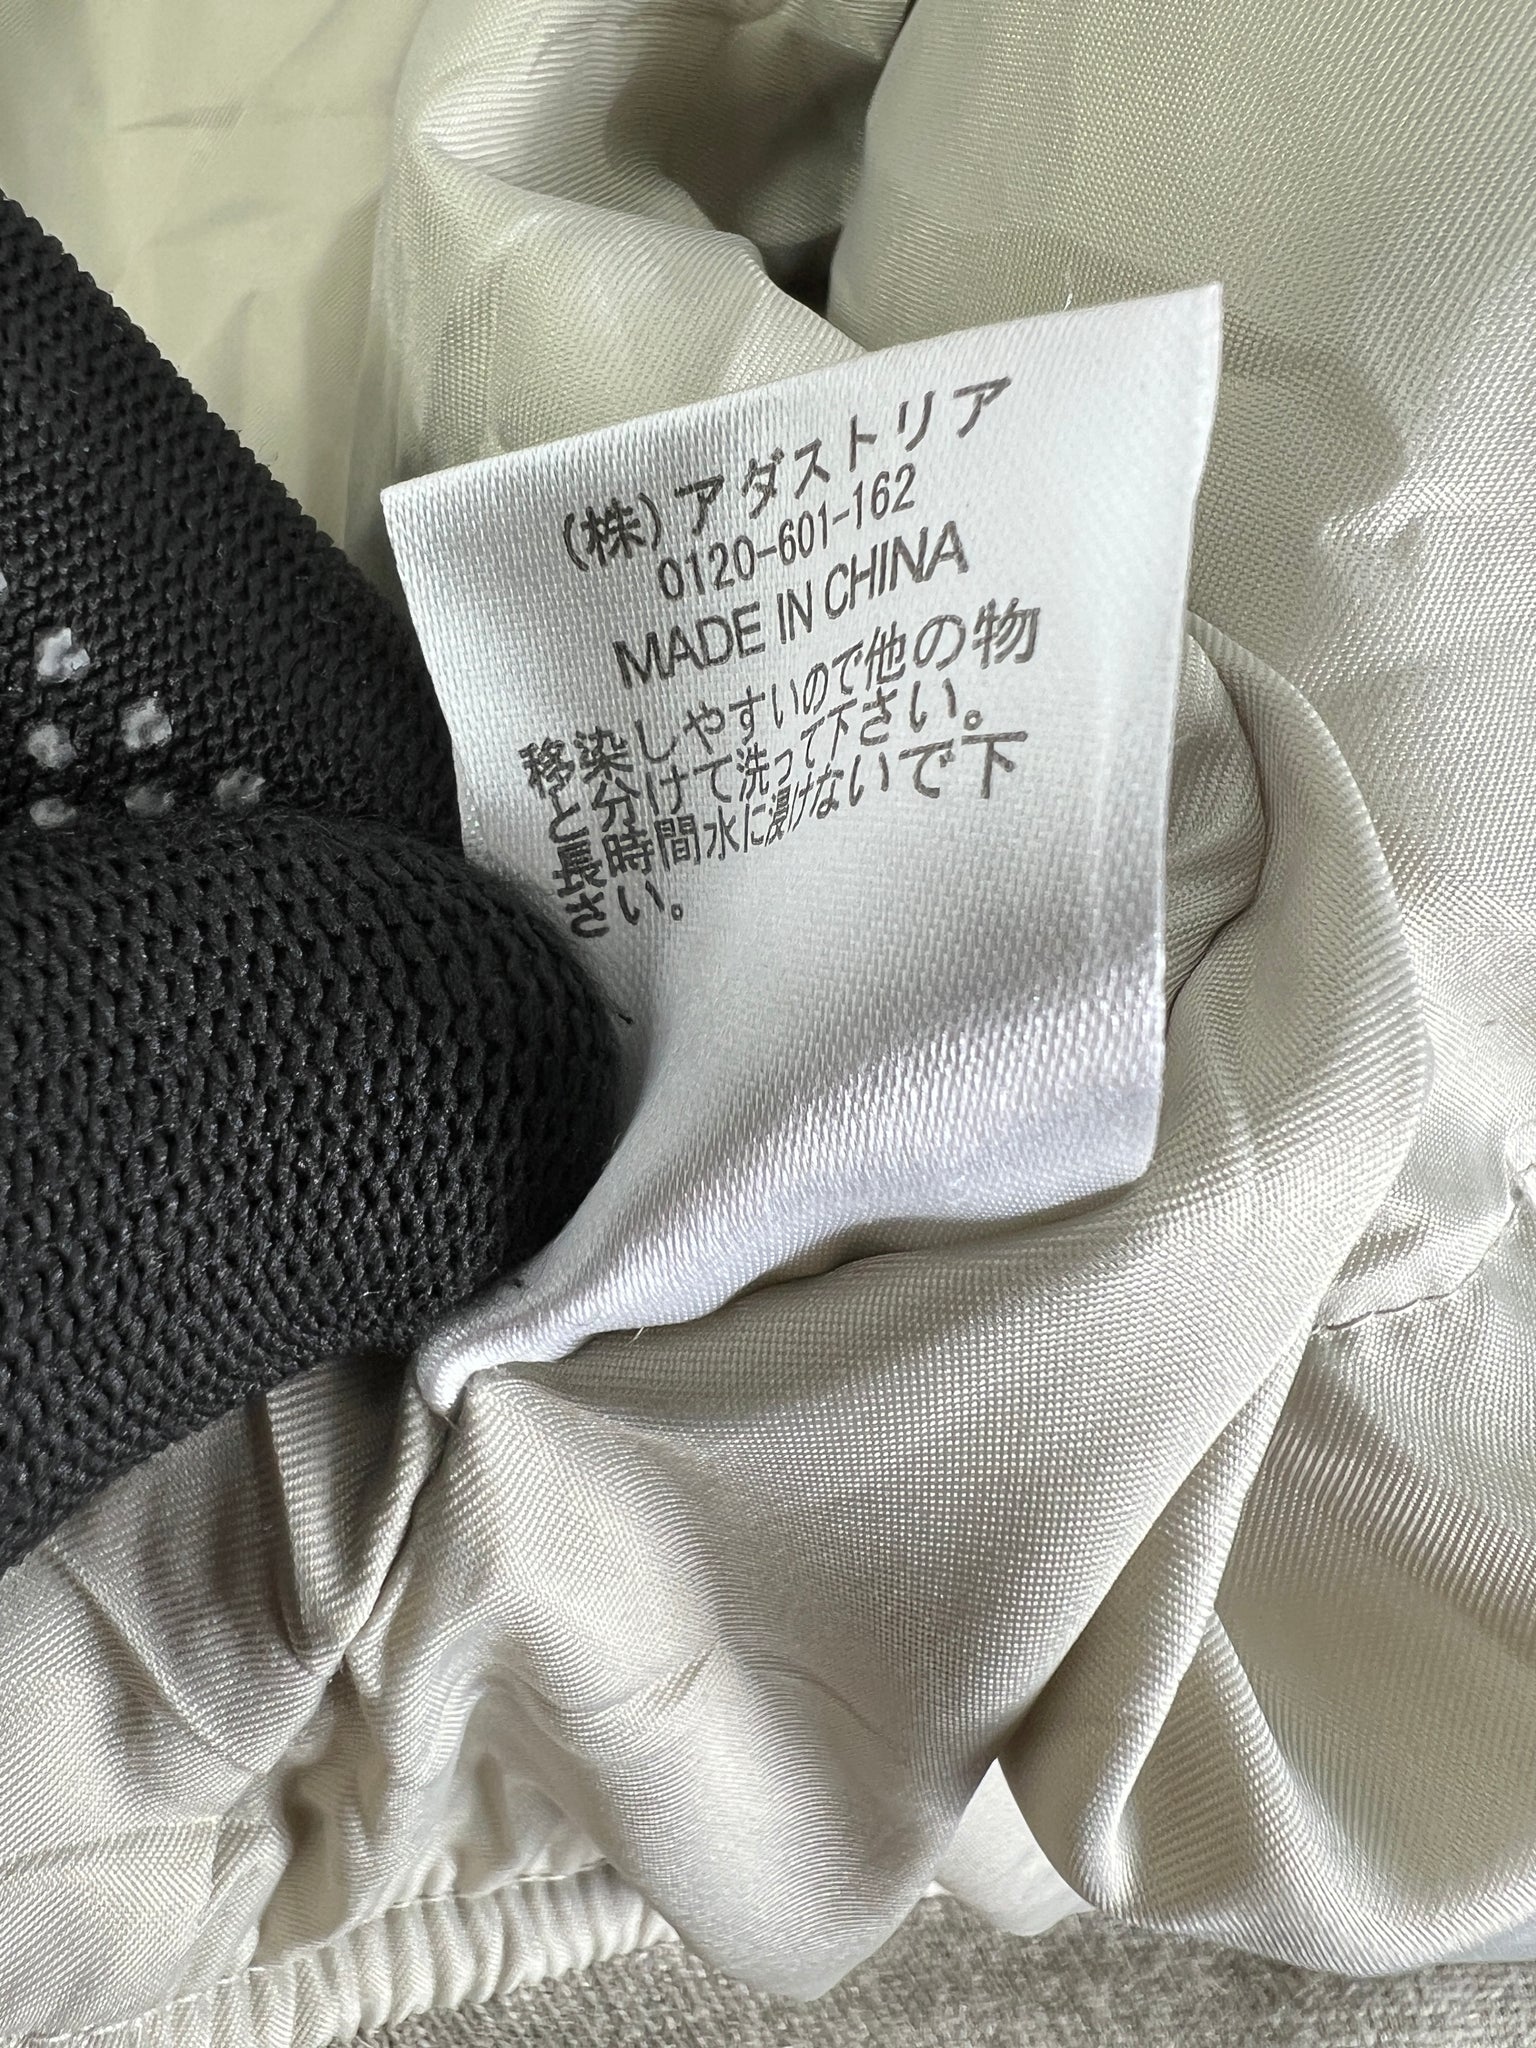 (株)アダストリア
0120-601-162
MADE IN CHINA
移染しやすいので他の物
と分けて洗って下さい。
長時間水に浸けないで下
さい。